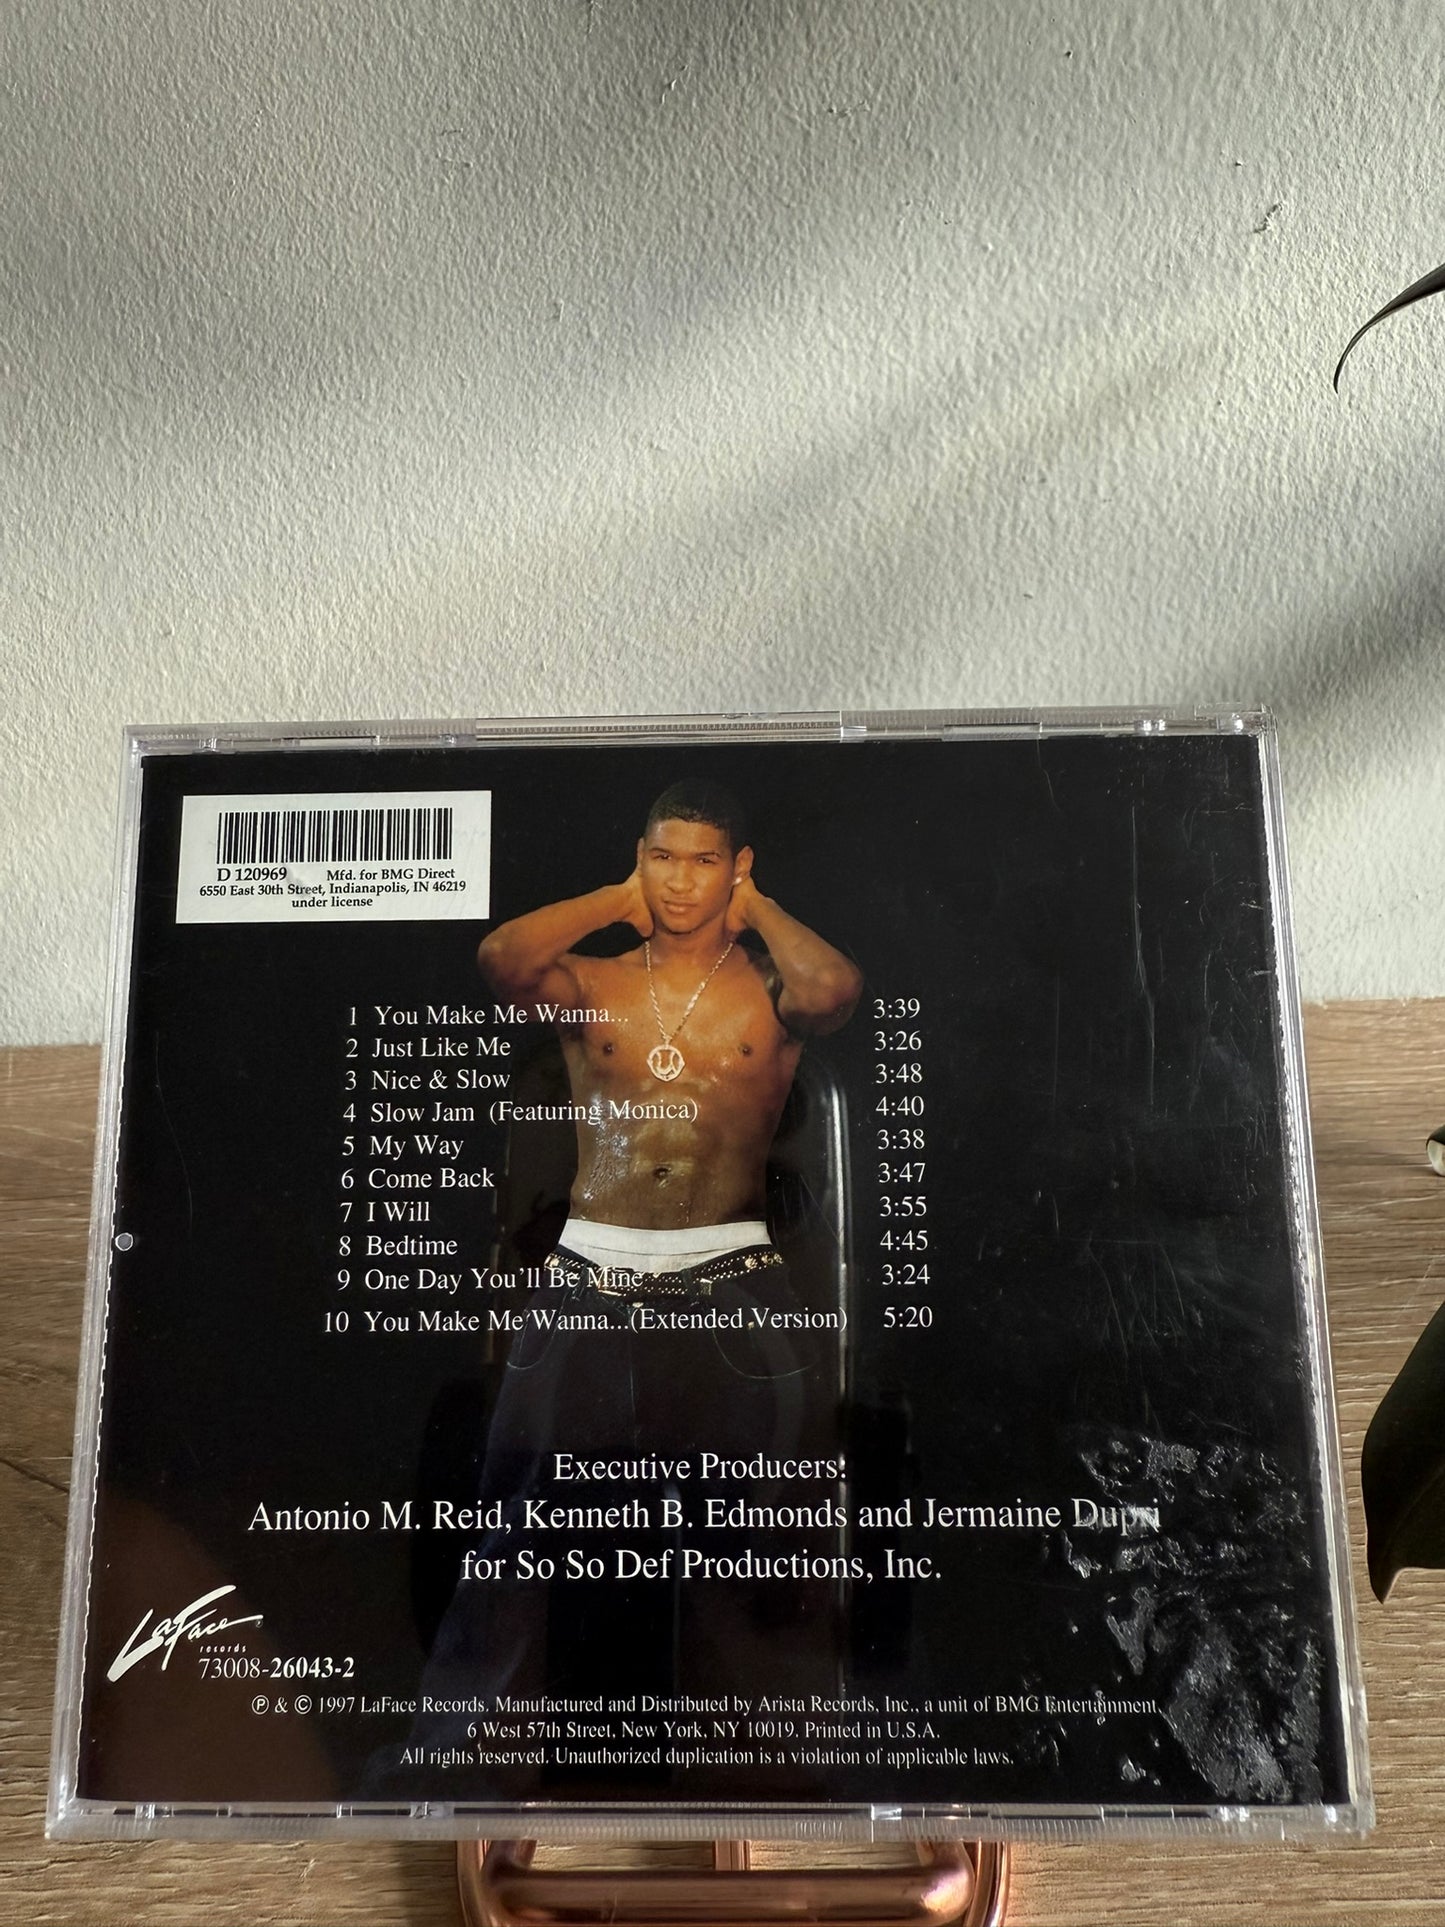 D 120969 Mfd. for BMG Direct
6550 East 30th Street, Indianapolis, IN 46219
under license
1 You Make Me Wanna... 3:39
2 Just Like Me 3:26
3 Nice & Slow 3:48
4 Slow Jam (Featuring Monica) 4:40
5 My Way 3:38
6 Come Back 3:47
7 I Will 3:55
8 Bedtime 4:45
9 One Day You'll Be Mine 3:24
10 You Make Me Wanna...(Extended Version) 5:20
Executive Producers:
Antonio M. Reid, Kenneth B. Edmonds and Jermaine Dupri
for So So Def Productions, Inc.
LaFace
records
73008-26043-2
℗ & © 1997 LaFace Records. Manufactured and Distributed by Arista Records, Inc., a unit of BMG Entertainment,
6 West 57th Street, New York, NY 10019. Printed in U.S.A.
All rights reserved. Unauthorized duplication is a violation of applicable laws.